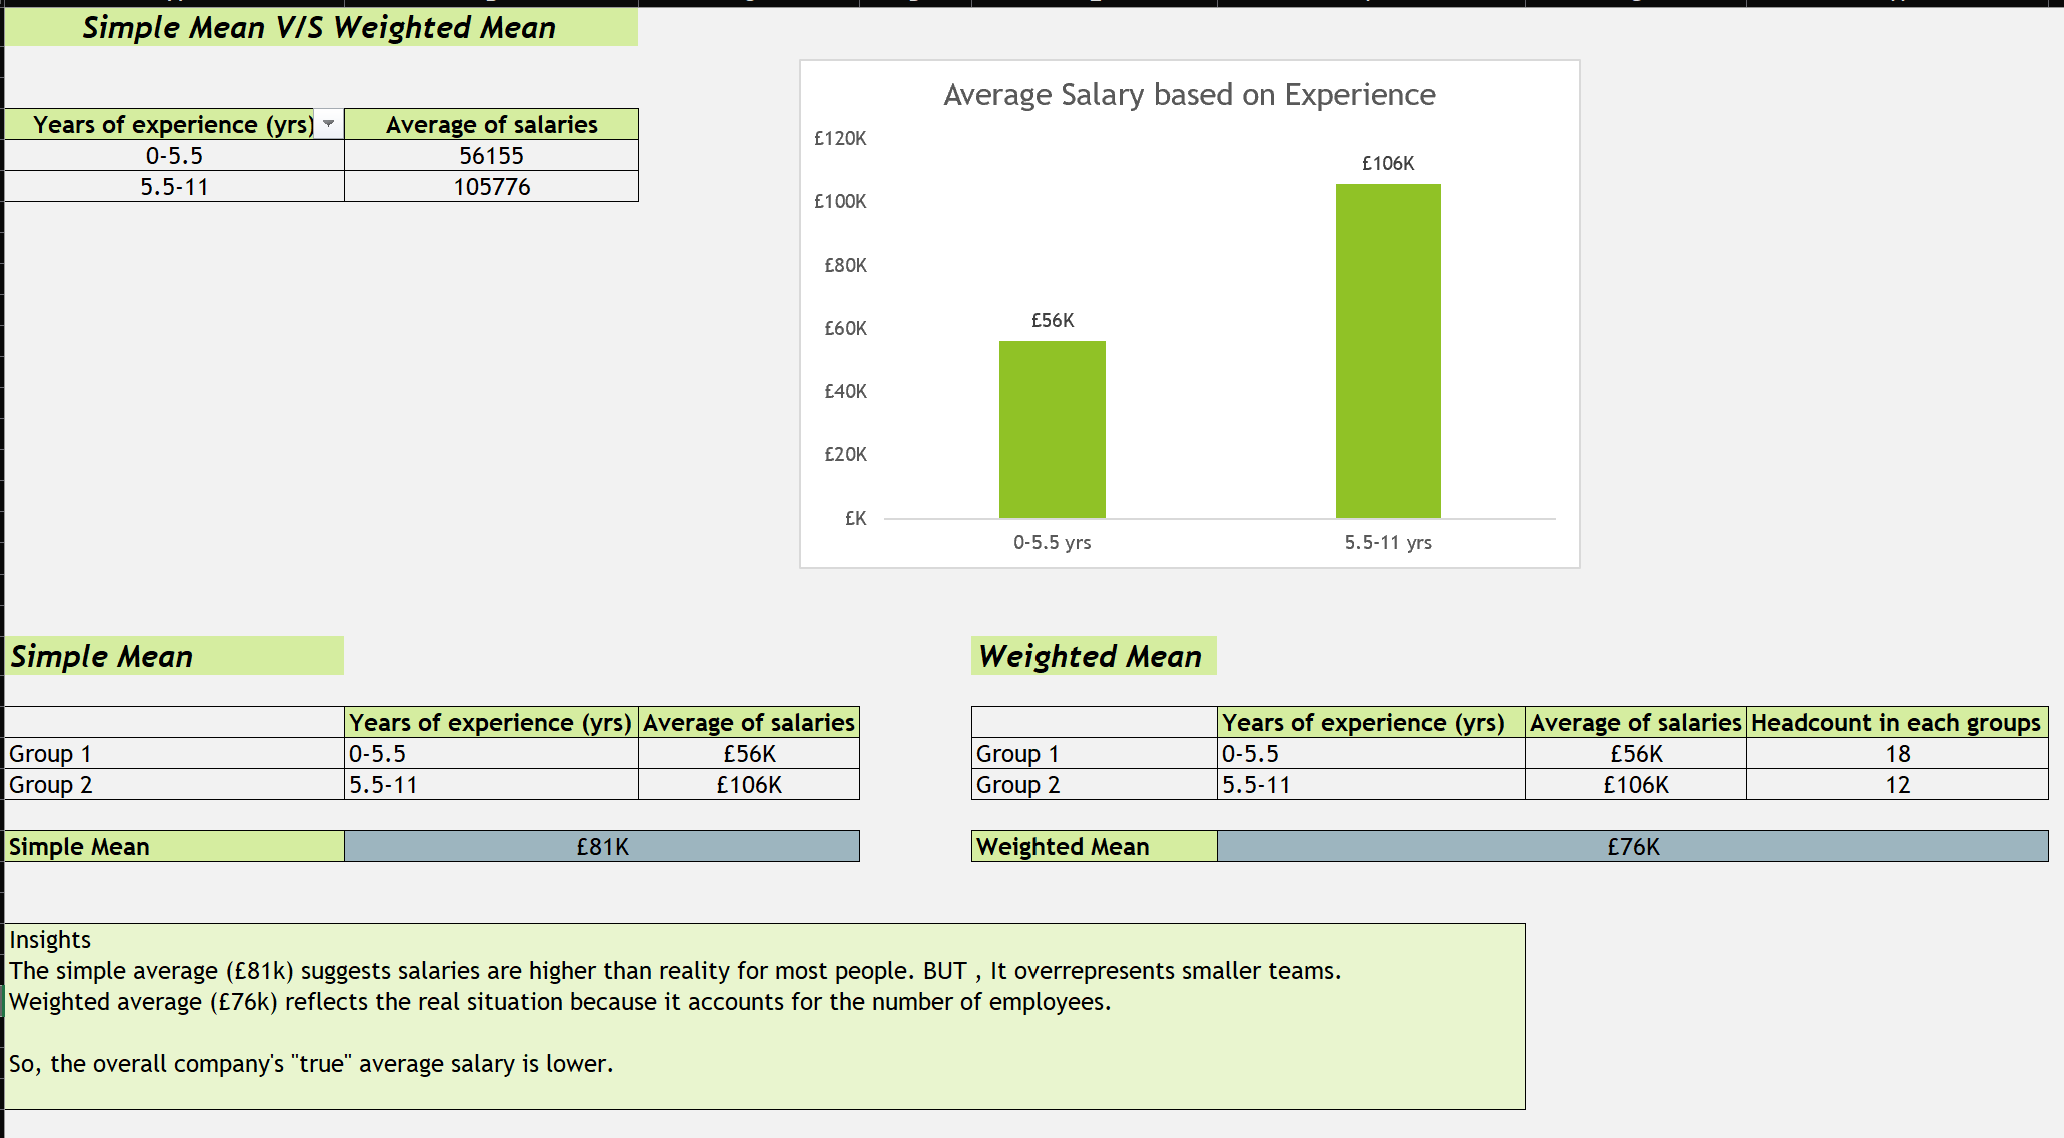 Simple Mean V/S Weighted Mean
Years of experience (yrs) Average of salaries
0-5.5 56155
5.5-11 105776
Average Salary based on Experience
£120K
£100K
£80K
£60K
£40K
£20K
£K
£56K
£106K
0-5.5 yrs 5.5-11 yrs
Simple Mean
Years of experience (yrs) Average of salaries
Group 1 0-5.5 £56K
Group 2 5.5-11 £106K
Simple Mean £81K
Weighted Mean
Years of experience (yrs) Average of salaries Headcount in each groups
Group 1 0-5.5 £56K 18
Group 2 5.5-11 £106K 12
Weighted Mean £76K
Insights
The simple average (£81k) suggests salaries are higher than reality for most people. BUT , It overrepresents smaller teams.
Weighted average (£76k) reflects the real situation because it accounts for the number of employees.
So, the overall company's "true" average salary is lower.